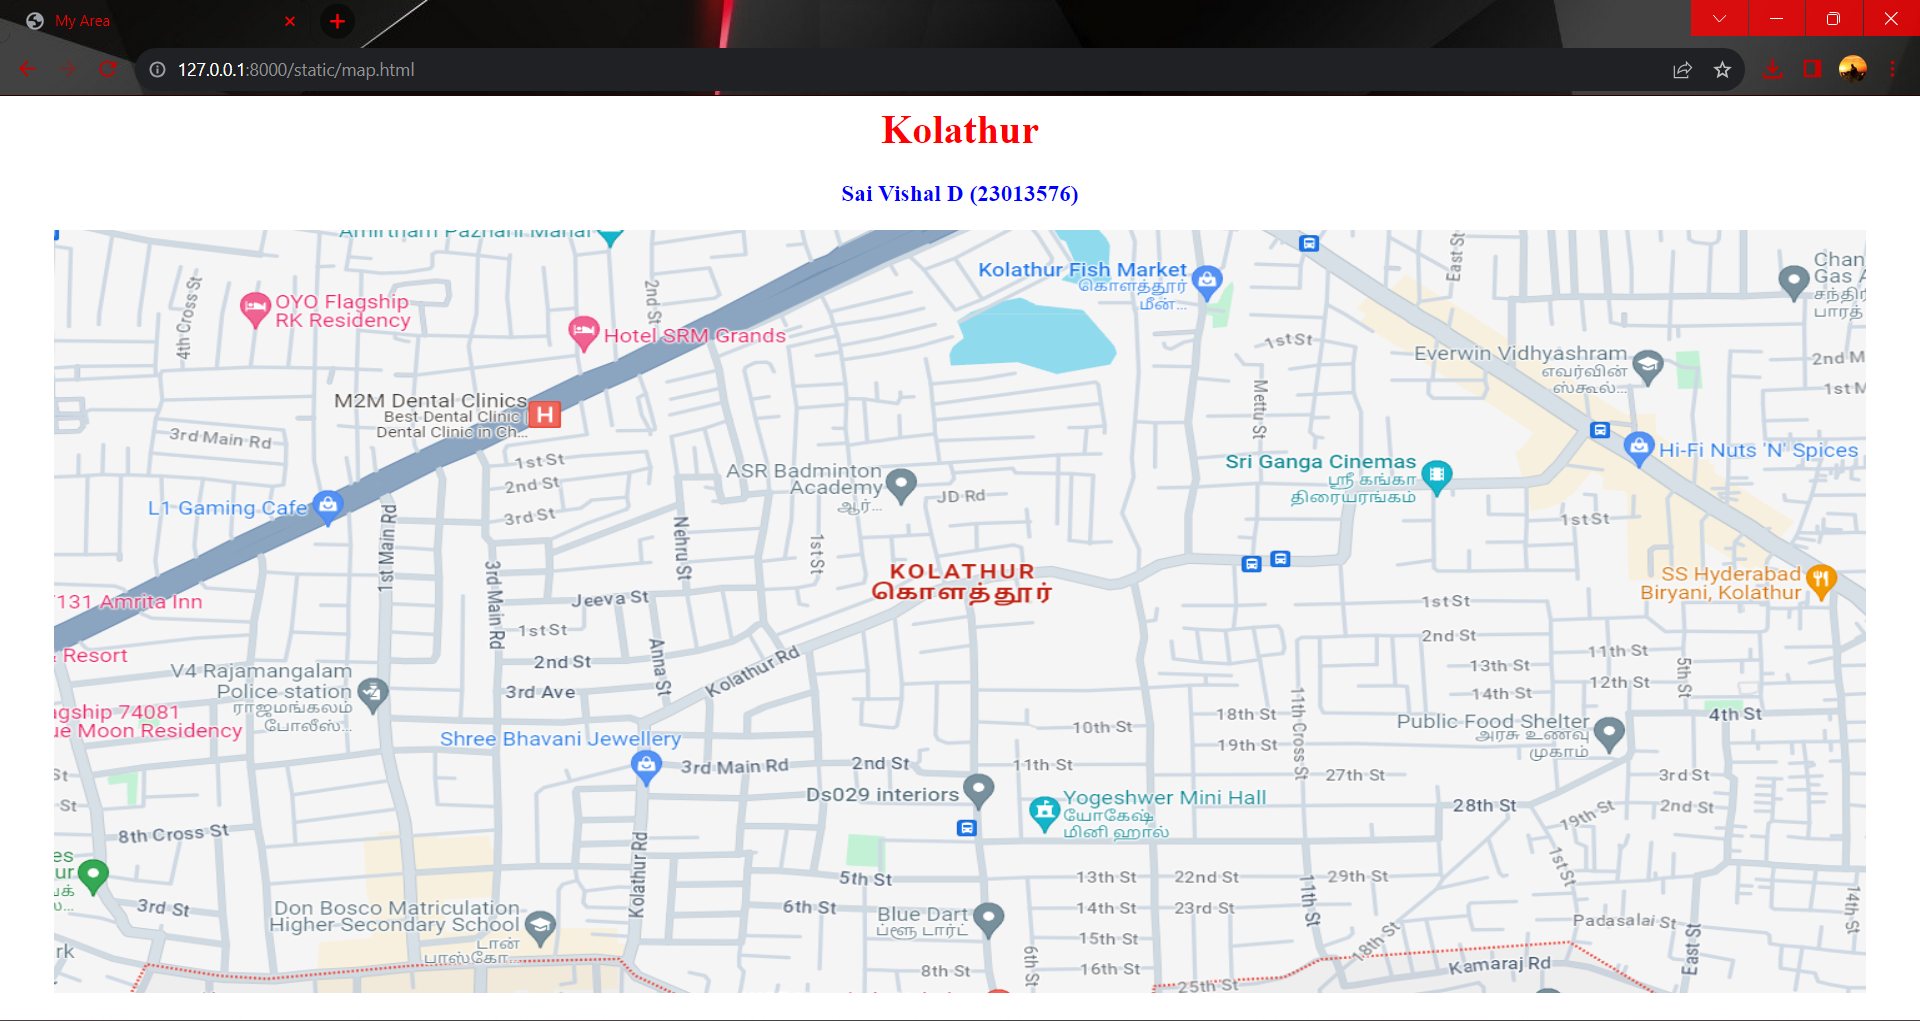 My Area
127.0.0.1:8000/static/map.html
Kolathur
Sai Vishal D (23013576)
Amirtham Pazhani Mahal
Kolathur Fish Market
கொளத்தூர்
மீன்...
East St
Chan
Gas A
சந்திர
பாரத்
4th Cross St
OYO Flagship
RK Residency
2nd St
Hotel SRM Grands
1st St
Everwin Vidhyashram
எவர்வின்
ஸ்கூல்...
2nd M
1st M
M2M Dental Clinics
Best Dental Clinic |
Dental Clinic in Ch...
H
Mettu St
3rd Main Rd
1st St
2nd St
3rd St
ASR Badminton
Academy
ஆர்...
JD Rd
Sri Ganga Cinemas
ஸ்ரீ கங்கா
திரையரங்கம்
Hi-Fi Nuts 'N' Spices
L1 Gaming Cafe
1st Main Rd
Nehru St
1st St
1st St
3rd Main Rd
KOLATHUR
கொளத்தூர்
SS Hyderabad
Biryani, Kolathur
131 Amrita Inn
Jeeva St
1st St
1st St
2nd St
Resort
2nd St
Anna St
Kolathur Rd
11th St
13th St
5th St
V4 Rajamangalam
Police station
ராஜமங்கலம்
போலீஸ்...
3rd Ave
12th St
14th St
agship 74081
ue Moon Residency
10th St
18th St
11th Cross St
Public Food Shelter
அரசு உணவு
முகாம்
4th St
Shree Bhavani Jewellery
19th St
3rd Main Rd
2nd St
11th St
27th St
3rd St
St
Ds029 interiors
Yogeshwer Mini Hall
யோகேஷ்
மினி ஹால்
28th St
19th St
2nd St
St
8th Cross St
Kolathur Rd
1st St
es
ur
5th St
13th St
22nd St
11th St
29th St
14th St
3rd St
Don Bosco Matriculation
Higher Secondary School
டான்
பாஸ்கோ...
6th St
Blue Dart
ப்ளூ டார்ட்
14th St
23rd St
Padasalai St
15th St
18th St
East St
rk
8th St
6th St
16th St
Kamaraj Rd
25th St